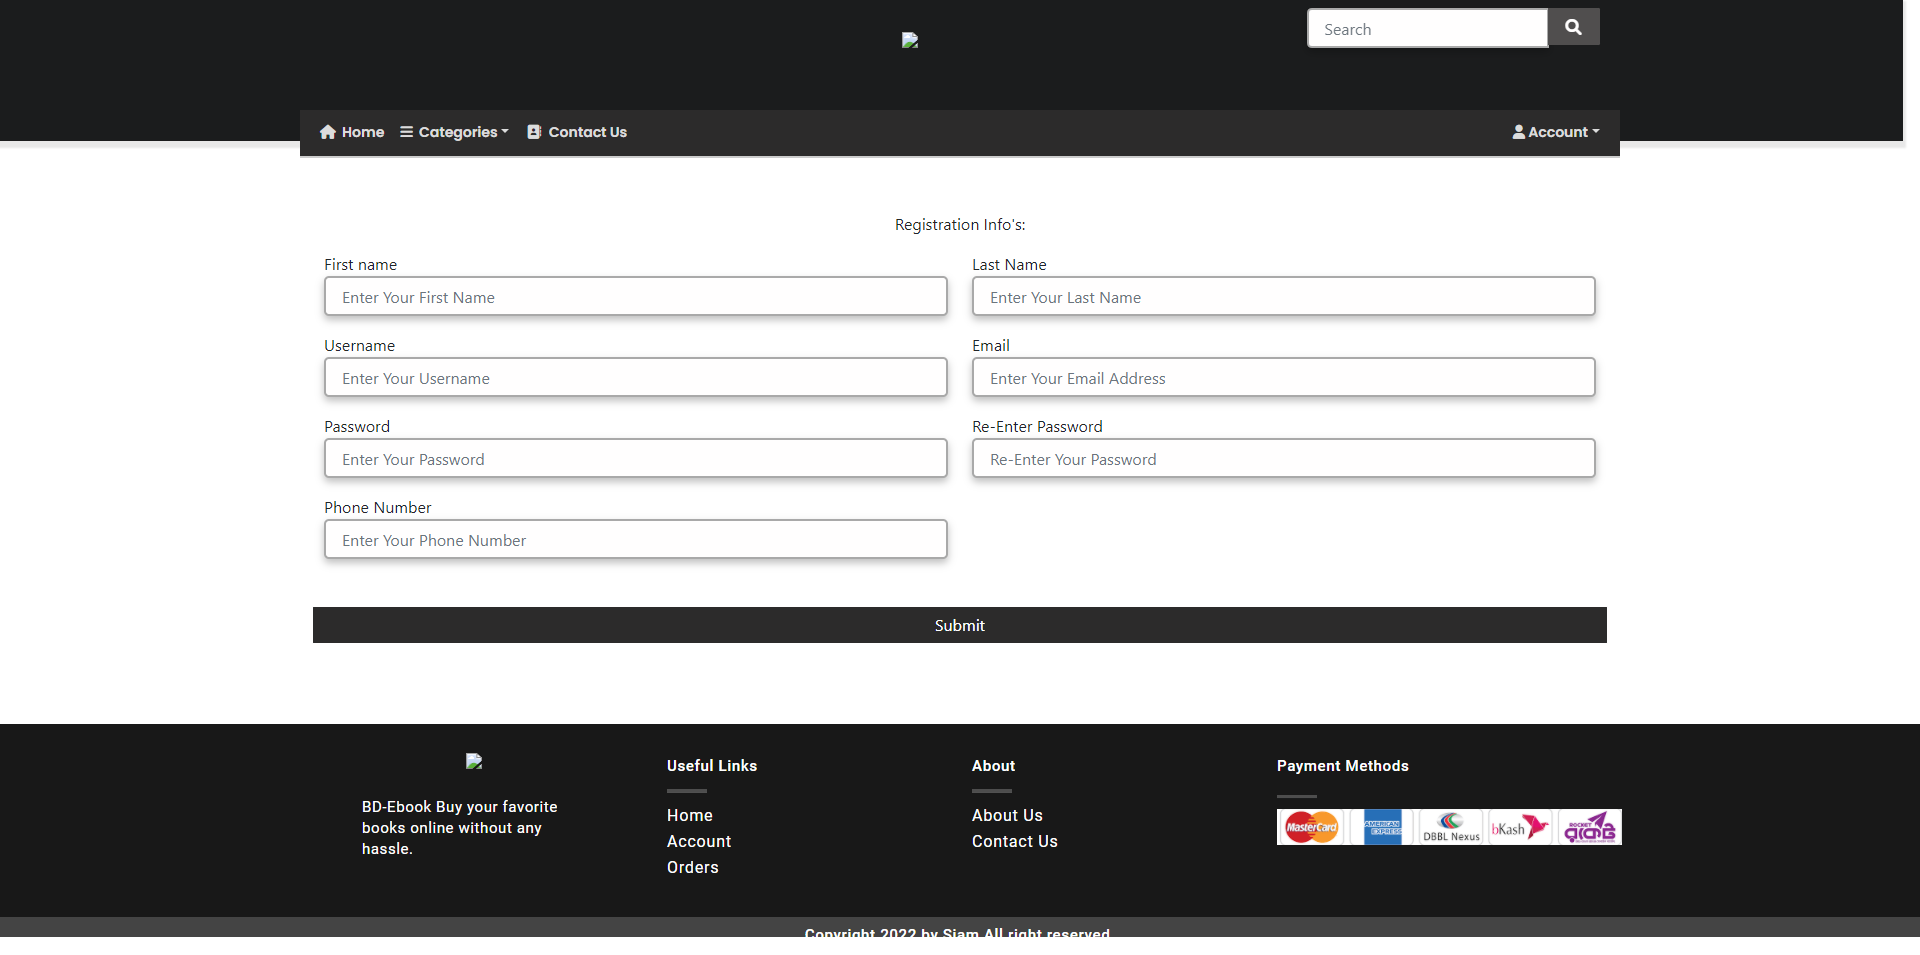 Search
Home Categories Contact Us Account
Registration Info's:
First name Last Name
Enter Your First Name Enter Your Last Name
Username Email
Enter Your Username Enter Your Email Address
Password Re-Enter Password
Enter Your Password Re-Enter Your Password
Phone Number
Enter Your Phone Number
Submit
BD-Ebook Buy your favorite
books online without any
hassle.
Useful Links
Home
Account
Orders
About
About Us
Contact Us
Payment Methods
MasterCard AMERICAN EXPRESS DBBL Nexus bKash ROCKET রকেট
Copyright 2022 by Siam All right reserved